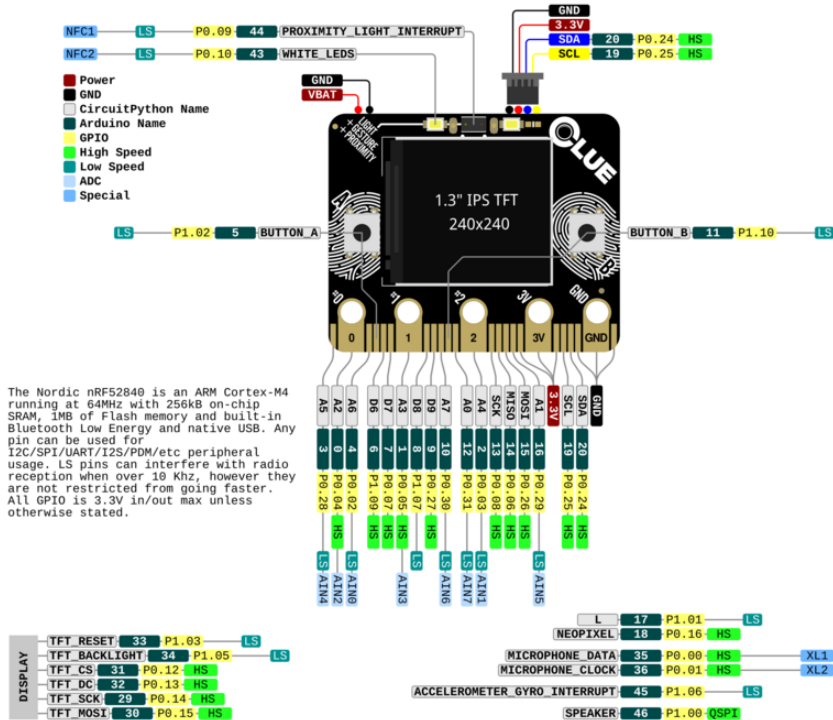 GND
3.3V
NFC1 LS P0.09 44 PROXIMITY_LIGHT_INTERRUPT
SDA 20 P0.24 HS
NFC2 LS P0.10 43 WHITE_LEDS
SCL 19 P0.25 HS
Power
GND
CircuitPython Name
Arduino Name
GPIO
High Speed
Low Speed
ADC
Special
GND
VBAT
LIGHT
+ GESTURE
+ PROXIMITY
CLUE
1.3" IPS TFT
240x240
A
B
LS P1.02 5 BUTTON_A
BUTTON_B 11 P1.10 LS
#0 #1 #2 3V GND
0 1 2 3V GND
A5 3 P0.28 LS AIN4
A2 0 P0.04 HS AIN2
A6 4 P0.02 LS AIN0
D6 6 P1.09 HS
D7 7 P0.07 HS
A3 1 P0.05 HS AIN3
D8 8 P1.07 LS
D9 9 P0.27 HS
A7 10 P0.30 LS AIN6
A0 12 P0.31 LS AIN7
A4 2 P0.03 LS AIN1
SCK 13 P0.08 HS
MISO 14 P0.06 HS
MOSI 15 P0.26 HS
A1 16 P0.29 LS AIN5
3.3V
SCL 19 P0.25 HS
SDA 20 P0.24 HS
GND
The Nordic nRF52840 is an ARM Cortex-M4
running at 64MHz with 256kB on-chip
SRAM, 1MB of Flash memory and built-in
Bluetooth Low Energy and native USB. Any
pin can be used for
I2C/SPI/UART/I2S/PDM/etc peripheral
usage. LS pins can interfere with radio
reception when over 10 Khz, however they
are not restricted from going faster.
All GPIO is 3.3V in/out max unless
otherwise stated.
DISPLAY
TFT_RESET 33 P1.03 LS
TFT_BACKLIGHT 34 P1.05 LS
TFT_CS 31 P0.12 HS
TFT_DC 32 P0.13 HS
TFT_SCK 29 P0.14 HS
TFT_MOSI 30 P0.15 HS
L 17 P1.01 LS
NEOPIXEL 18 P0.16 HS
MICROPHONE_DATA 35 P0.00 HS XL1
MICROPHONE_CLOCK 36 P0.01 HS XL2
ACCELEROMETER_GYRO_INTERRUPT 45 P1.06 LS
SPEAKER 46 P1.00 QSPI